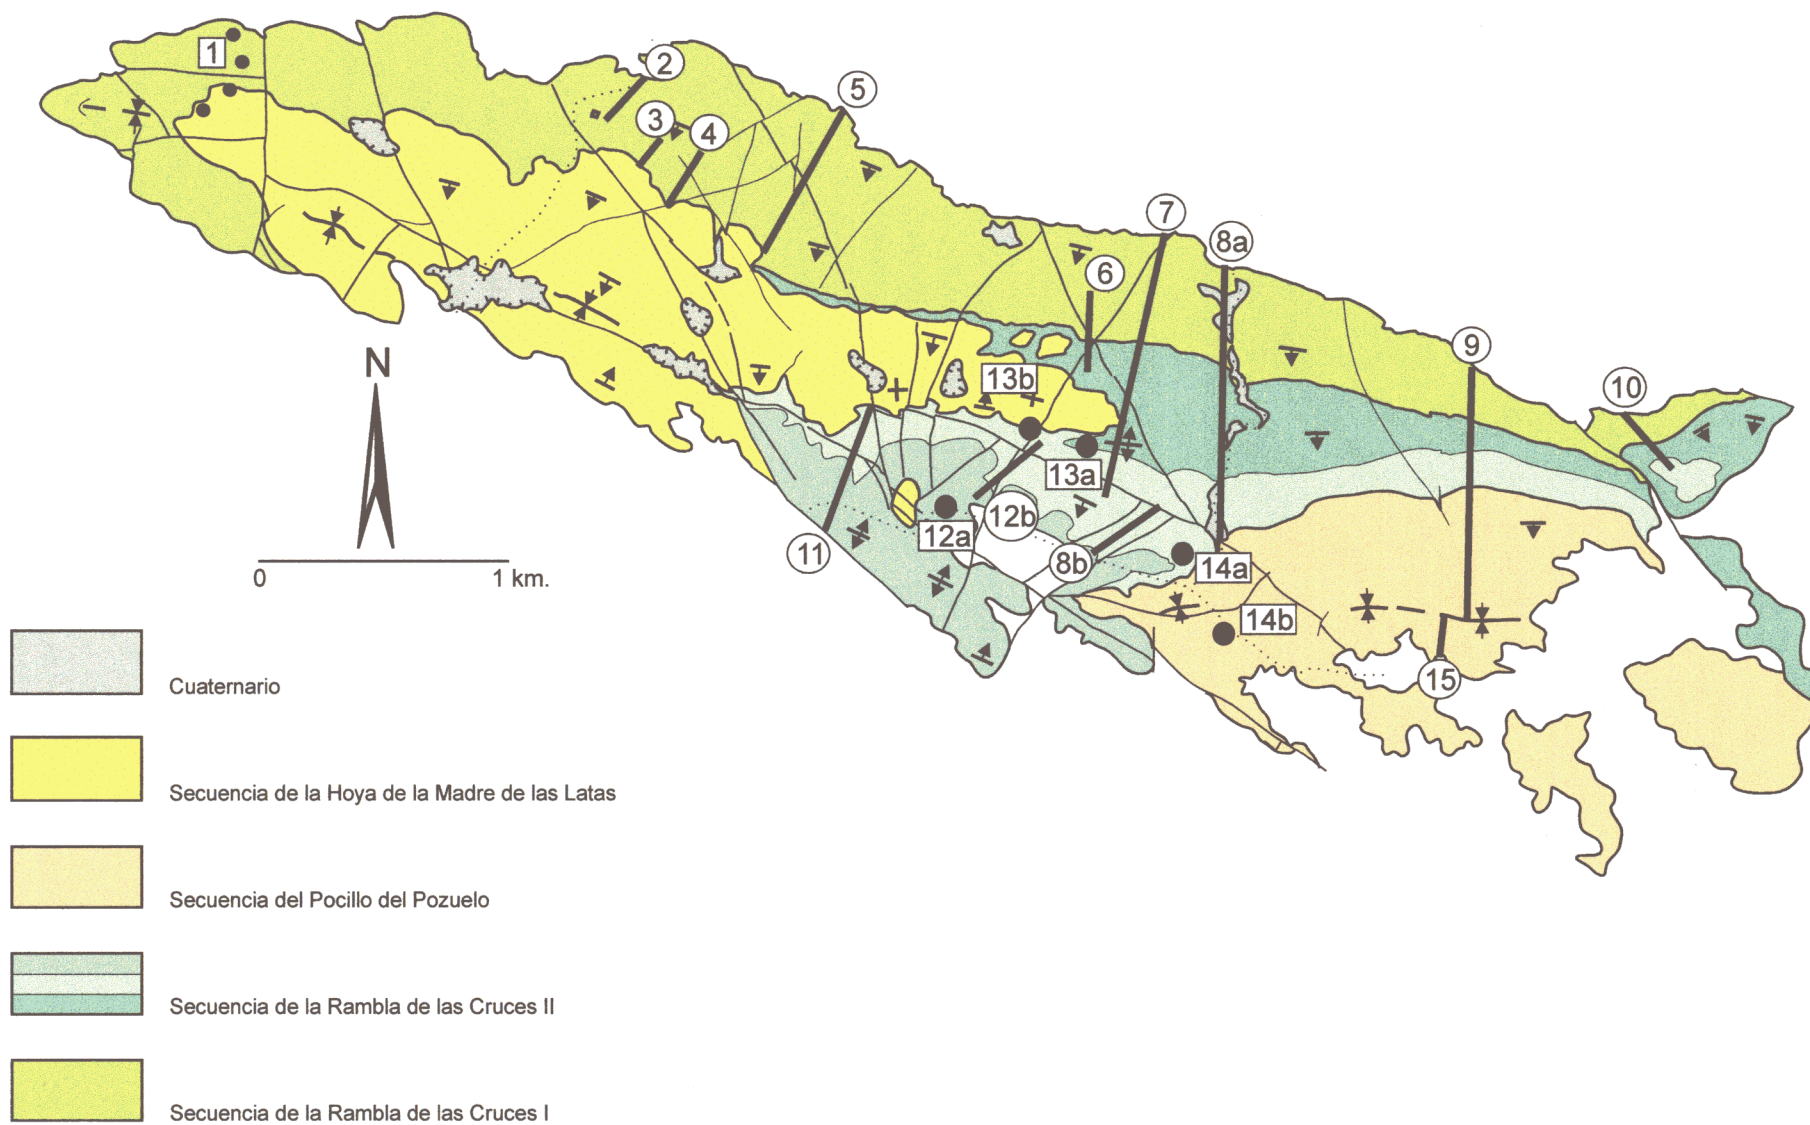 1
2
3
4
5
6
7
8a
9
10
13b
13a
12b
12a
11
8b
14a
14b
15
N
0 1 km.
Cuaternario
Secuencia de la Hoya de la Madre de las Latas
Secuencia del Pocillo del Pozuelo
Secuencia de la Rambla de las Cruces II
Secuencia de la Rambla de las Cruces I